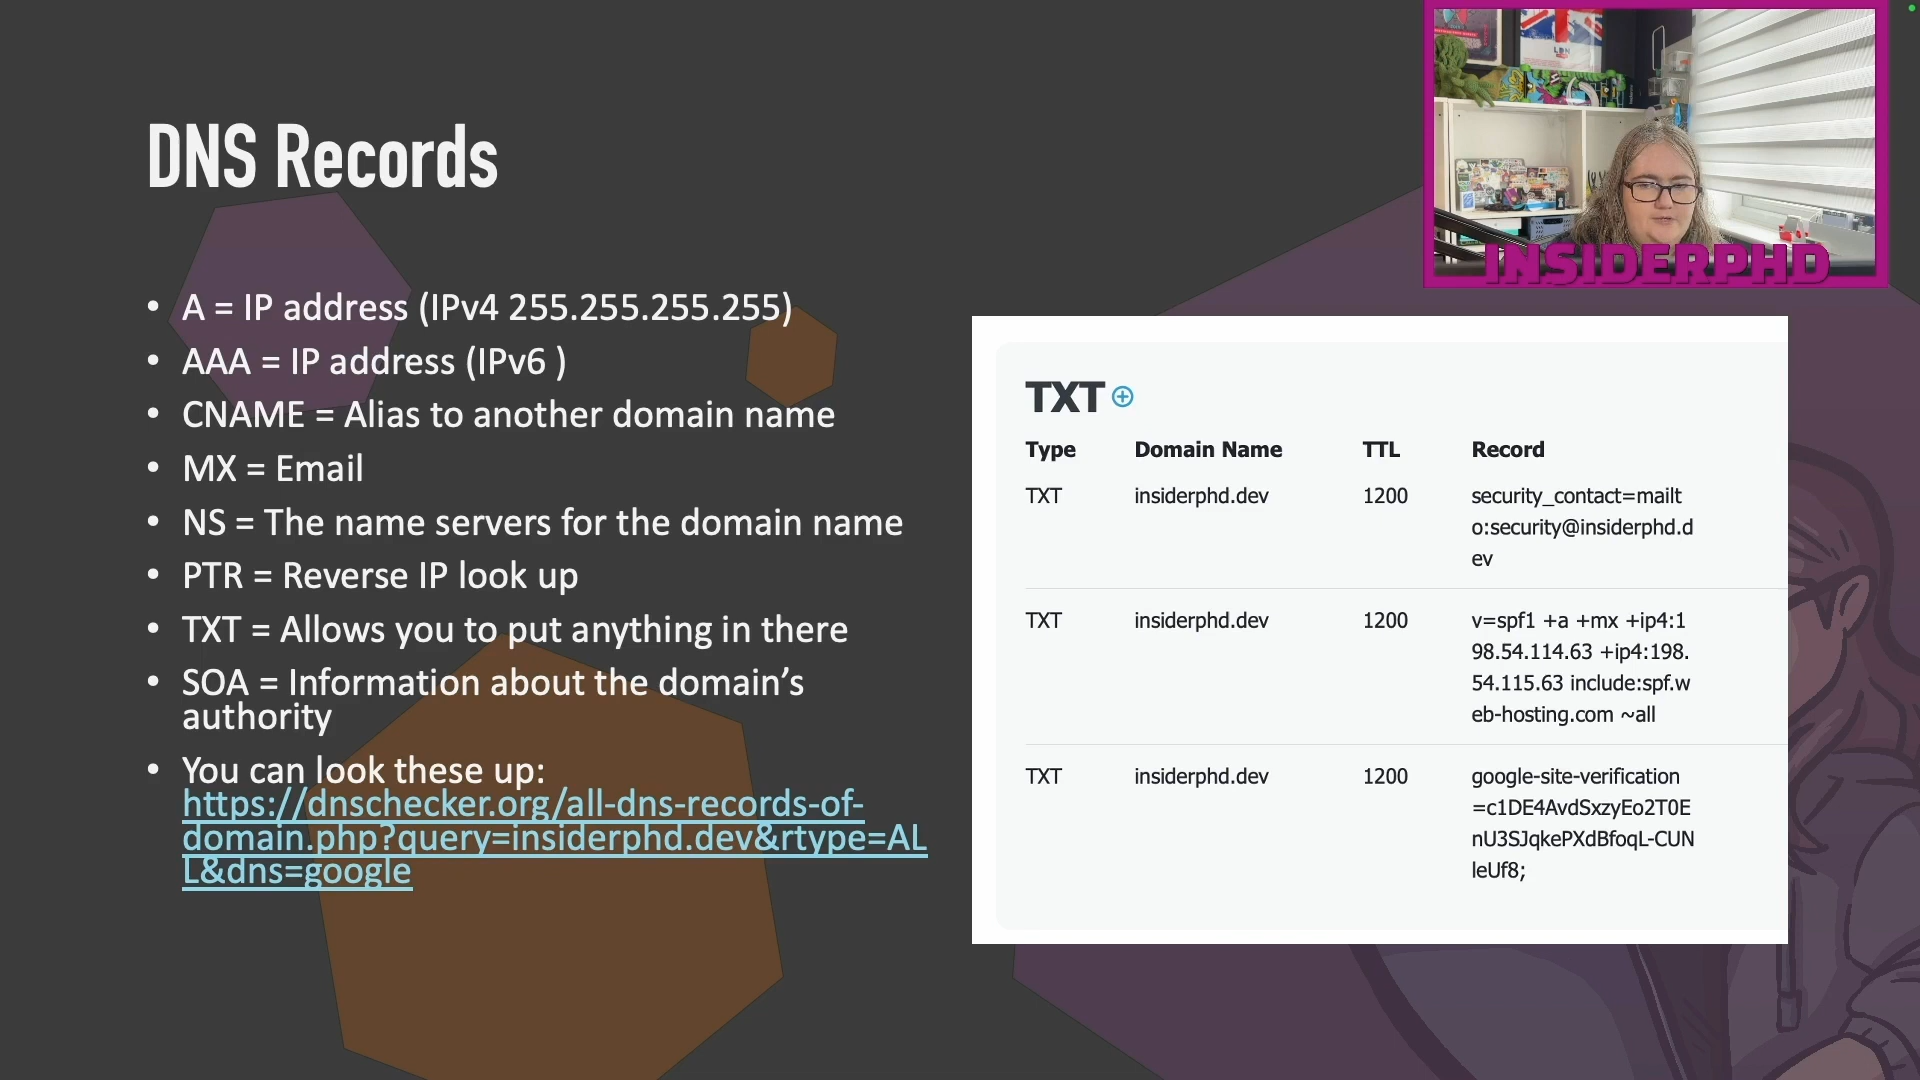 DNS Records
• A = IP address (IPv4 255.255.255.255)
• AAA = IP address (IPv6 )
• CNAME = Alias to another domain name
• MX = Email
• NS = The name servers for the domain name
• PTR = Reverse IP look up
• TXT = Allows you to put anything in there
• SOA = Information about the domain’s
authority
• You can look these up:
https://dnschecker.org/all-dns-records-of-
domain.php?query=insiderphd.dev&rtype=AL
L&dns=google
LDN
INSIDERPHD
TXT
Type Domain Name TTL Record
TXT insiderphd.dev 1200 security_contact=mailt
o:security@insiderphd.d
ev
TXT insiderphd.dev 1200 v=spf1 +a +mx +ip4:1
98.54.114.63 +ip4:198.
54.115.63 include:spf.w
eb-hosting.com ~all
TXT insiderphd.dev 1200 google-site-verification
=c1DE4AvdSxzyEo2T0E
nU3SJqkePXdBfoqL-CUN
leUf8;